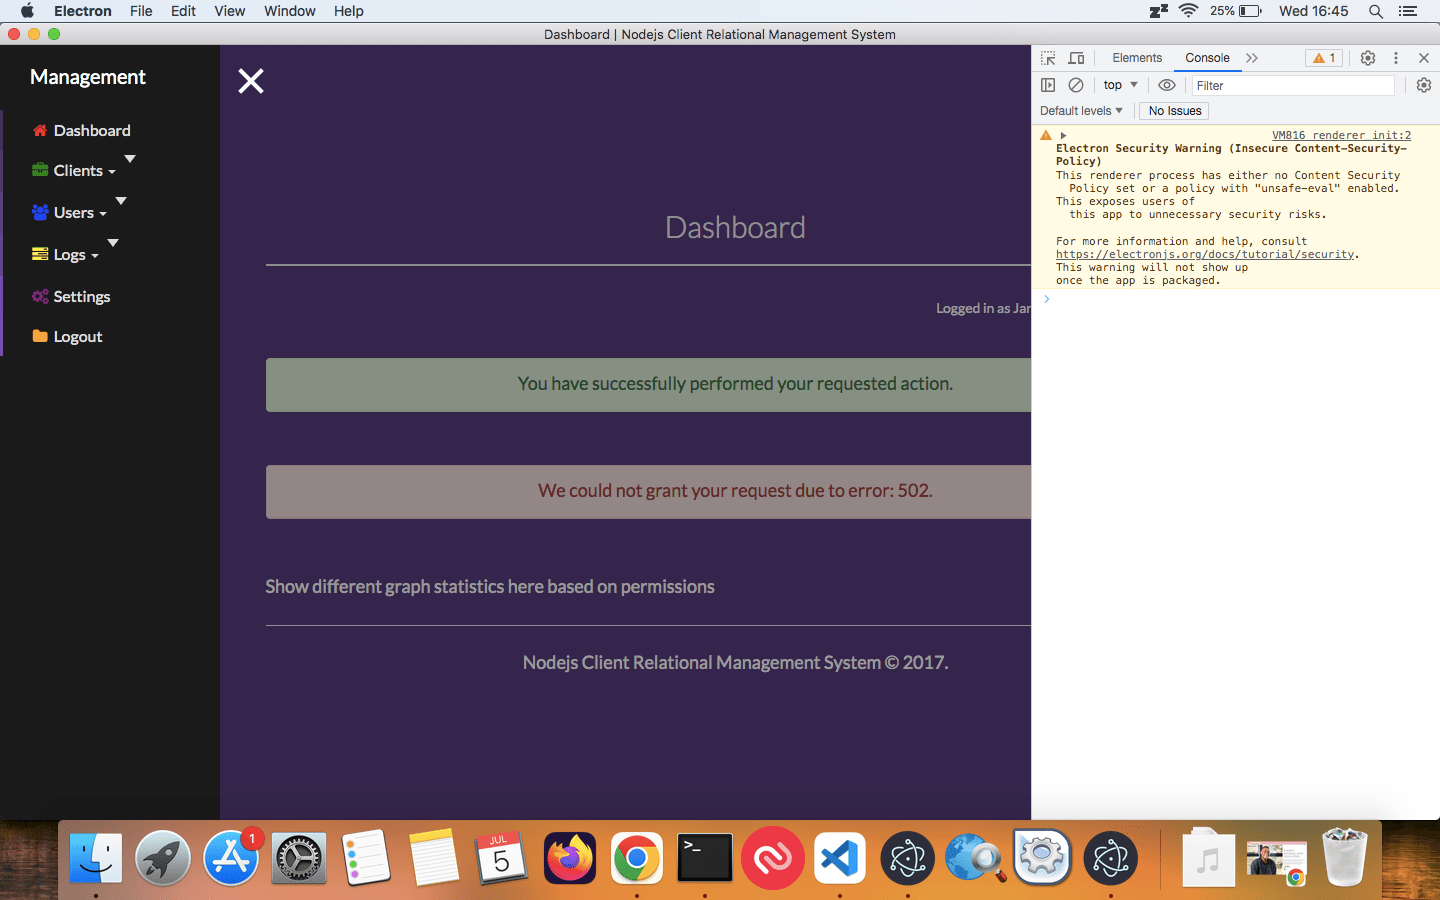 Electron File Edit View Window Help
25% Wed 16:45
Dashboard | Nodejs Client Relational Management System
Management
Dashboard
Clients
Users
Logs
Settings
Logout
Dashboard
Logged in as Jan
You have successfully performed your requested action.
We could not grant your request due to error: 502.
Show different graph statistics here based on permissions
Nodejs Client Relational Management System © 2017.
Elements Console 1
top Filter
Default levels No Issues
VM816 renderer_init:2
Electron Security Warning (Insecure Content-Security-
Policy)
This renderer process has either no Content Security
Policy set or a policy with "unsafe-eval" enabled.
This exposes users of
this app to unnecessary security risks.
For more information and help, consult
https://electronjs.org/docs/tutorial/security.
This warning will not show up
once the app is packaged.
1
JUL
5
>_